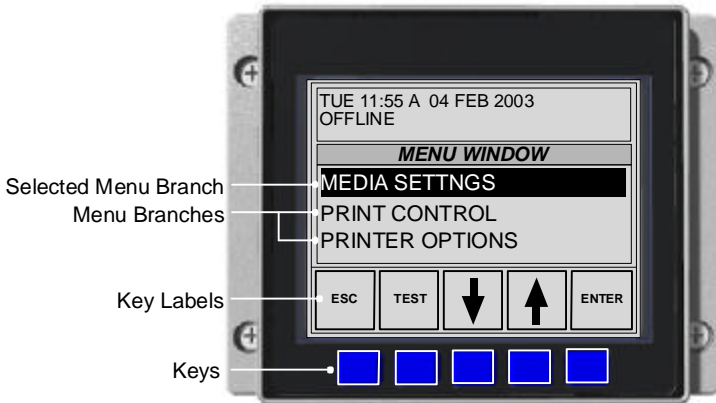 TUE 11:55 A 04 FEB 2003
OFFLINE
MENU WINDOW
Selected Menu Branch
MEDIA SETTNGS
Menu Branches
PRINT CONTROL
PRINTER OPTIONS
Key Labels
ESC TEST ENTER
Keys